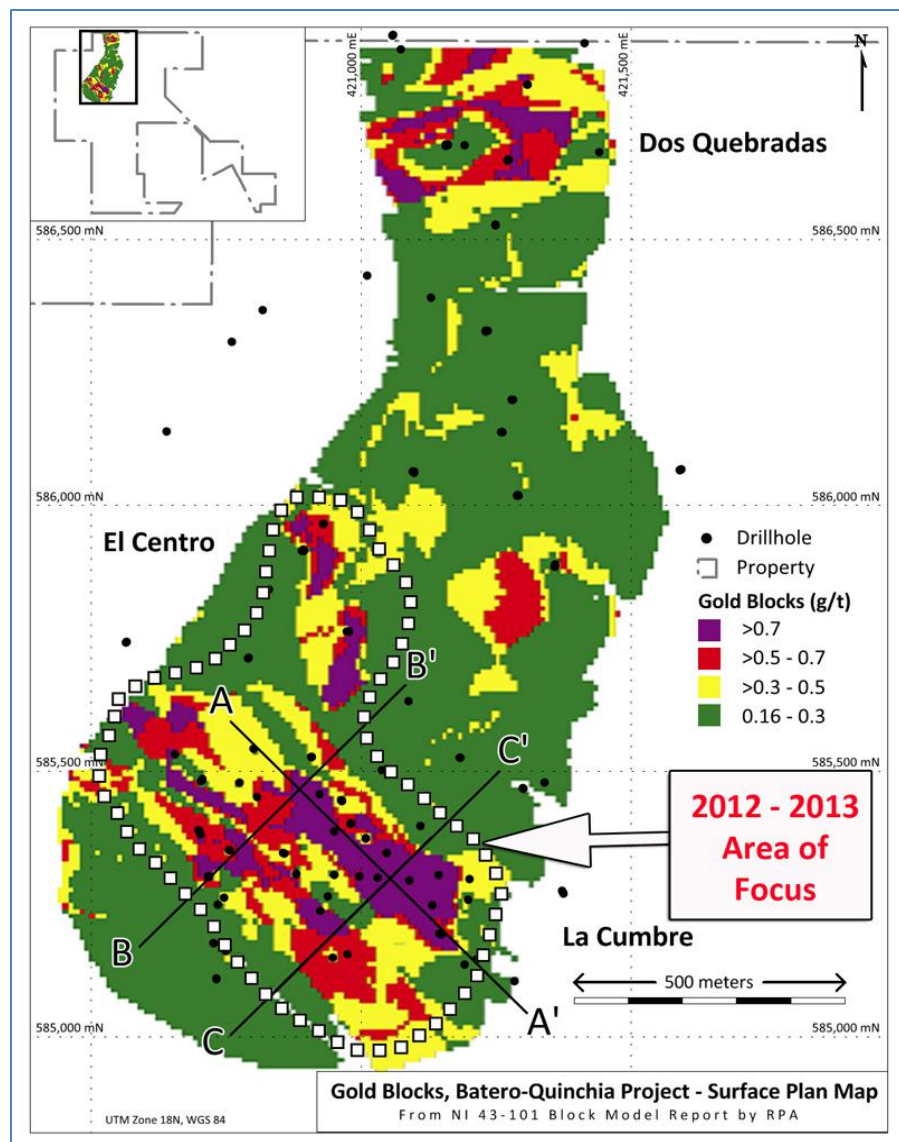 421,000 mE
421,500 mE
N
Dos Quebradas
586,500 mN
586,500 mN
586,000 mN
586,000 mN
El Centro
Drillhole
Property
Gold Blocks (g/t)
>0.7
>0.5 - 0.7
>0.3 - 0.5
0.16 - 0.3
B'
A
C'
585,500 mN
585,500 mN
2012 - 2013
Area of
Focus
La Cumbre
B
500 meters
A'
C
585,000 mN
585,000 mN
Gold Blocks, Batero-Quinchia Project - Surface Plan Map
From NI 43-101 Block Model Report by RPA
UTM Zone 18N, WGS 84